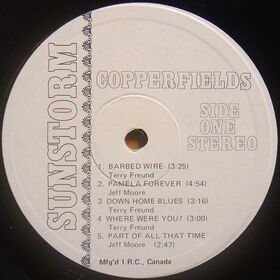 SUNSTORM
COPPERFIELDS
SIDE
ONE
STEREO
1. BARBED WIRE (3:25)
Terry Freund
2. PAMELA FOREVER (4:54)
Jeff Moore
3. DOWN HOME BLUES (3:18)
Terry Freund
4. WHERE WERE YOU? (3:00)
Terry Freund
5. PART OF ALL THAT TIME
Jeff Moore (2:47)
Mfg'd I.R.C., Canada